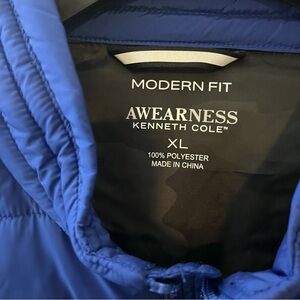 MODERN FIT
AWEARNESS
KENNETH COLE™
XL
100% POLYESTER
MADE IN CHINA